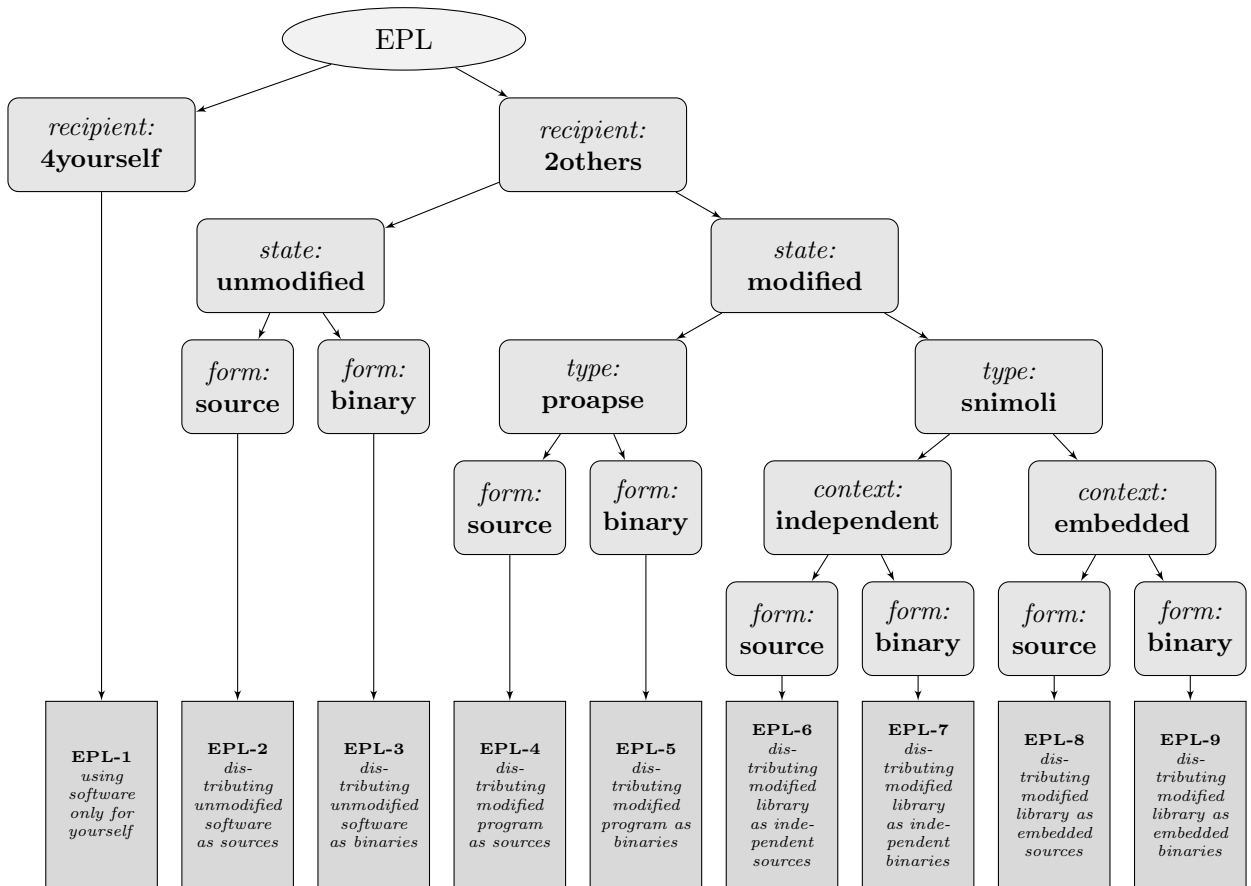 EPL
recipient:
4yourself
recipient:
2others
state:
unmodified
state:
modified
form:
source
form:
binary
type:
proapse
type:
snimoli
form:
source
form:
binary
context:
independent
context:
embedded
form:
source
form:
binary
form:
source
form:
binary
EPL-1
using
software
only for
yourself
EPL-2
dis-
tributing
unmodified
software
as sources
EPL-3
dis-
tributing
unmodified
software
as binaries
EPL-4
dis-
tributing
modified
program
as sources
EPL-5
dis-
tributing
modified
program as
binaries
EPL-6
dis-
tributing
modified
library
as inde-
pendent
sources
EPL-7
dis-
tributing
modified
library
as inde-
pendent
binaries
EPL-8
dis-
tributing
modified
library as
embedded
sources
EPL-9
dis-
tributing
modified
library as
embedded
binaries